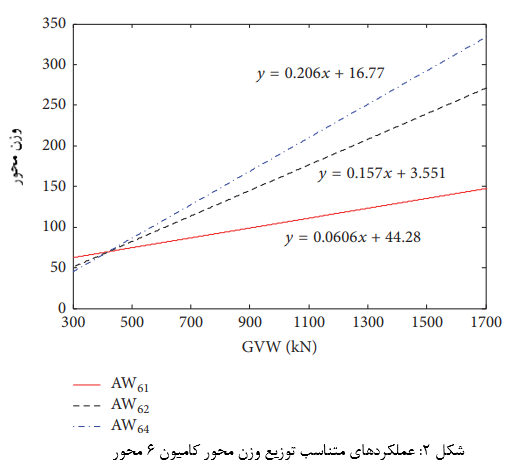 350
300
250
200
150
100
50
0
وزن محور
y = 0.206x + 16.77
y = 0.157x + 3.551
y = 0.0606x + 44.28
300 500 700 900 1100 1300 1500 1700
GVW (kN)
AW61
AW62
AW64
شکل ۲: عملکردهای متناسب توزیع وزن محور کامیون ۶ محور